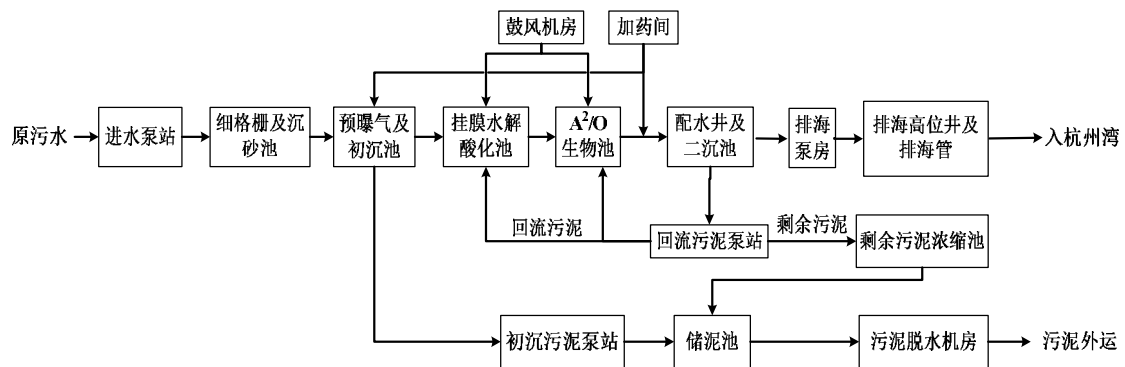 鼓风机房
加药间
原污水
进水泵站
细格栅及沉
砂池
预曝气及
初沉池
挂膜水解
酸化池
A²/O
生物池
配水井及
二沉池
排海
泵房
排海高位井及
排海管
入杭州湾
回流污泥
回流污泥泵站
剩余污泥
剩余污泥浓缩池
初沉污泥泵站
储泥池
污泥脱水机房
污泥外运